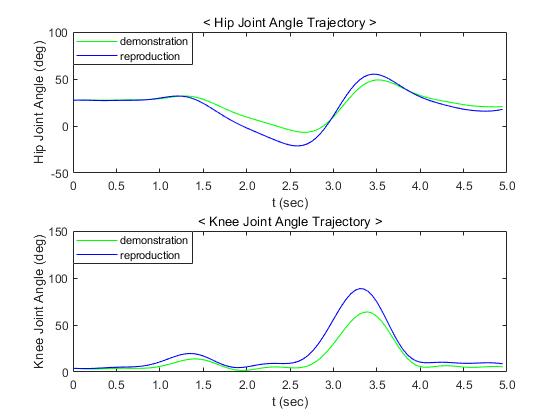 < Hip Joint Angle Trajectory >
100
50
0
-50
Hip Joint Angle (deg)
demonstration
reproduction
0 0.5 1.0 1.5 2.0 2.5 3.0 3.5 4.0 4.5 5.0
t (sec)
< Knee Joint Angle Trajectory >
150
100
50
0
Knee Joint Angle (deg)
demonstration
reproduction
0 0.5 1.0 1.5 2.0 2.5 3.0 3.5 4.0 4.5 5.0
t (sec)